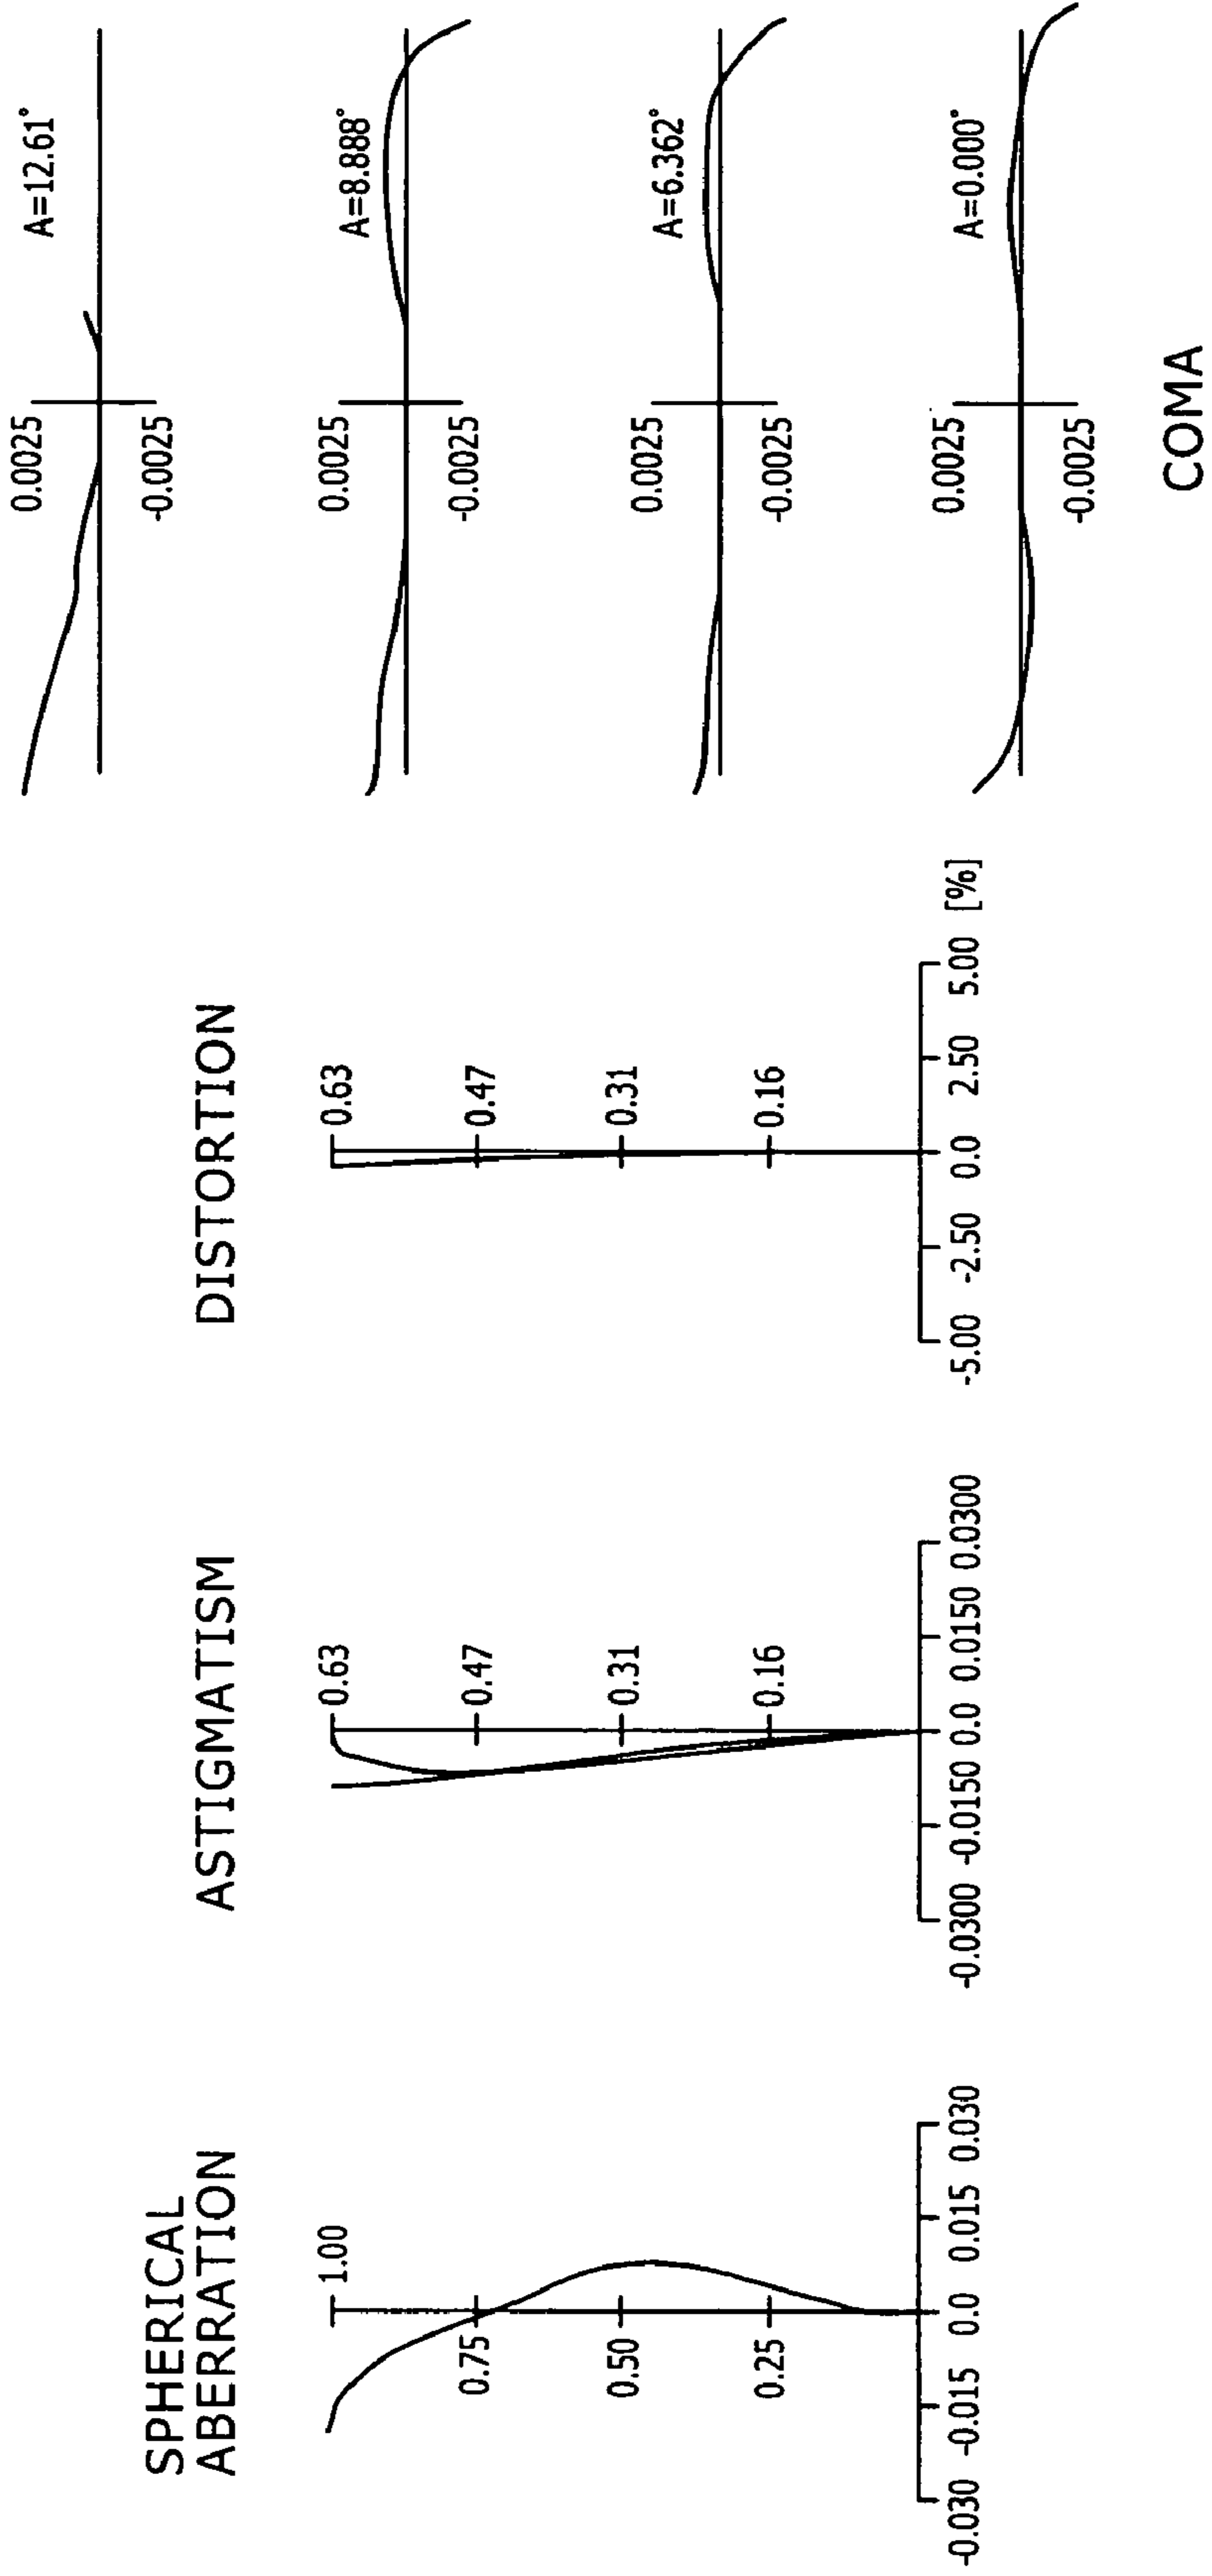 SPHERICAL
ABERRATION
1.00
0.75
0.50
0.25
-0.030 -0.015 0.0 0.015 0.030
ASTIGMATISM
0.63
0.47
0.31
0.16
-0.0300 -0.0150 0.0 0.0150 0.0300
DISTORTION
0.63
0.47
0.31
0.16
-5.00 -2.50 0.0 2.50 5.00 [%]
0.0025
A=12.61°
-0.0025
0.0025
A=8.888°
-0.0025
0.0025
A=6.362°
-0.0025
0.0025
A=0.000°
-0.0025
COMA